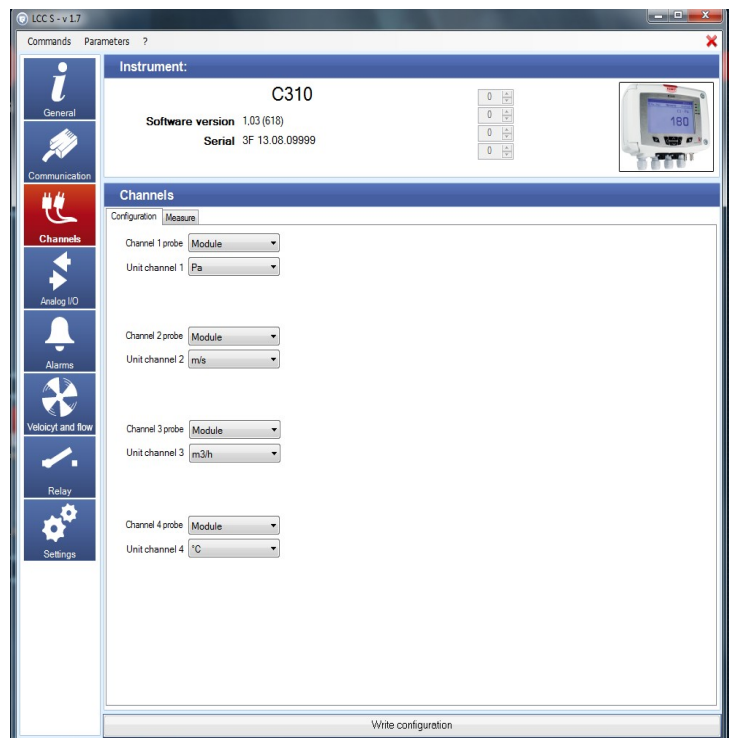 LCC S - v 1.7
Commands Parameters ?
Instrument:
C310
Software version 1,03 (618)
Serial 3F 13.08.09999
0
0
0
0
180
General
Communication
Channels
Analog I/O
Alarms
Veloicyt and flow
Relay
Settings
Channels
Configuration Measure
Channel 1 probe Module
Unit channel 1 Pa
Channel 2 probe Module
Unit channel 2 m/s
Channel 3 probe Module
Unit channel 3 m3/h
Channel 4 probe Module
Unit channel 4 °C
Write configuration